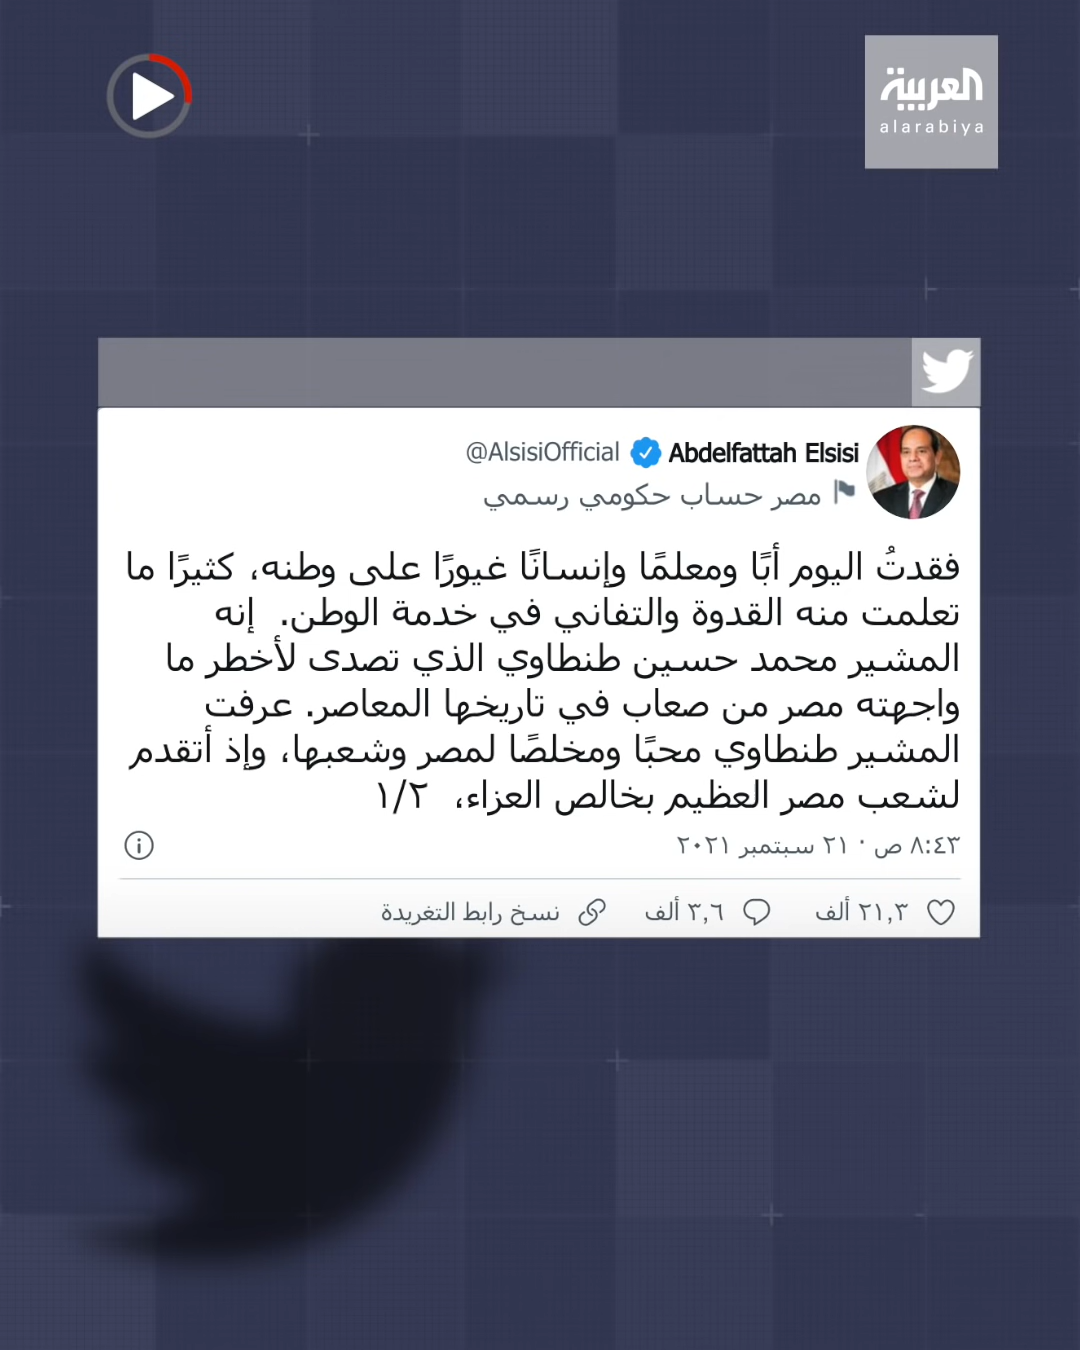 العربية
alarabiya
Abdelfattah Elsisi @AlsisiOfficial
مصر حساب حكومي رسمي
فقدتُ اليوم أبًا ومعلمًا وإنسانًا غيورًا على وطنه، كثيرًا ما
تعلمت منه القدوة والتفاني في خدمة الوطن. إنه
المشير محمد حسين طنطاوي الذي تصدى لأخطر ما
واجهته مصر من صعاب في تاريخها المعاصر. عرفت
المشير طنطاوي محبًا ومخلصًا لمصر وشعبها، وإذ أتقدم
لشعب مصر العظيم بخالص العزاء، ١/٢
٨:٤٣ ص · ٢١ سبتمبر ٢٠٢١
٢١,٣ ألف ٣,٦ ألف نسخ رابط التغريدة